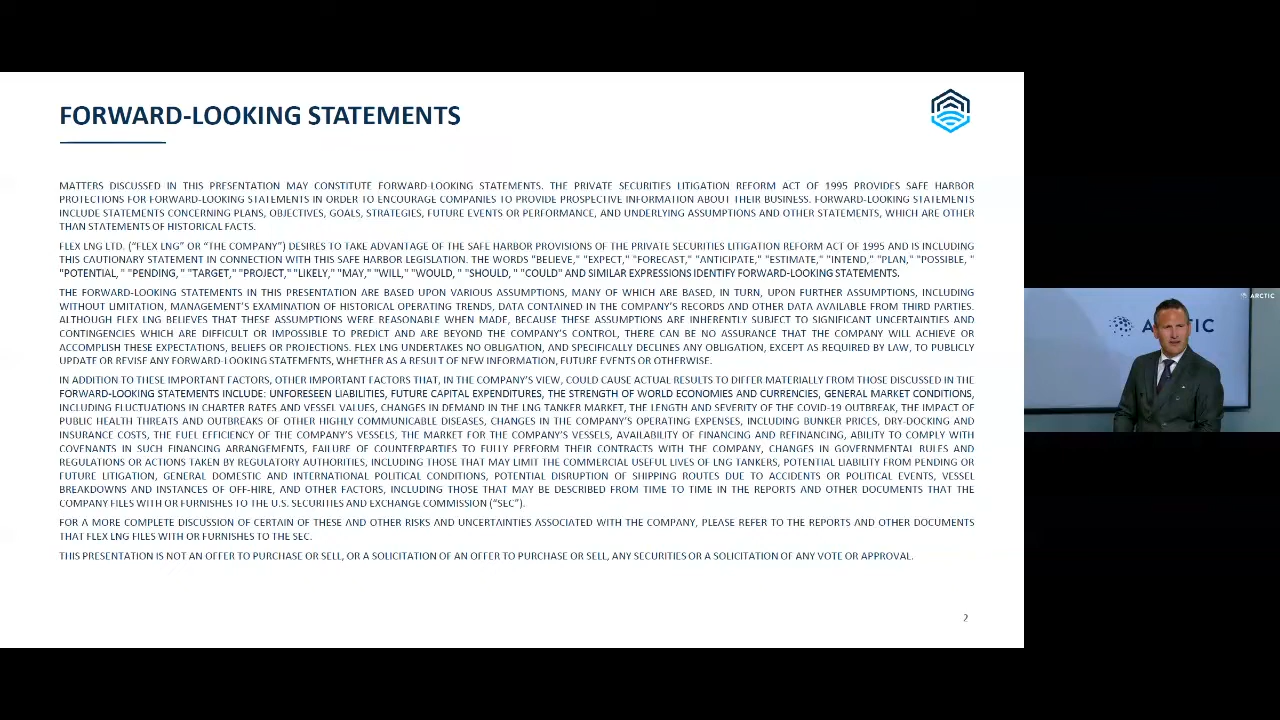 FORWARD-LOOKING STATEMENTS
MATTERS DISCUSSED IN THIS PRESENTATION MAY CONSTITUTE FORWARD-LOOKING STATEMENTS. THE PRIVATE SECURITIES LITIGATION REFORM ACT OF 1995 PROVIDES SAFE HARBOR
PROTECTIONS FOR FORWARD-LOOKING STATEMENTS IN ORDER TO ENCOURAGE COMPANIES TO PROVIDE PROSPECTIVE INFORMATION ABOUT THEIR BUSINESS. FORWARD-LOOKING STATEMENTS
INCLUDE STATEMENTS CONCERNING PLANS, OBJECTIVES, GOALS, STRATEGIES, FUTURE EVENTS OR PERFORMANCE, AND UNDERLYING ASSUMPTIONS AND OTHER STATEMENTS, WHICH ARE OTHER
THAN STATEMENTS OF HISTORICAL FACTS.
FLEX LNG LTD. ("FLEX LNG" OR "THE COMPANY") DESIRES TO TAKE ADVANTAGE OF THE SAFE HARBOR PROVISIONS OF THE PRIVATE SECURITIES LITIGATION REFORM ACT OF 1995 AND IS INCLUDING
THIS CAUTIONARY STATEMENT IN CONNECTION WITH THIS SAFE HARBOR LEGISLATION. THE WORDS "BELIEVE," "EXPECT," "FORECAST," "ANTICIPATE," "ESTIMATE," "INTEND," "PLAN," "POSSIBLE, "
"POTENTIAL, " "PENDING, " "TARGET," "PROJECT," "LIKELY," "MAY," "WILL," "WOULD, " "SHOULD, " "COULD" AND SIMILAR EXPRESSIONS IDENTIFY FORWARD-LOOKING STATEMENTS.
THE FORWARD-LOOKING STATEMENTS IN THIS PRESENTATION ARE BASED UPON VARIOUS ASSUMPTIONS, MANY OF WHICH ARE BASED, IN TURN, UPON FURTHER ASSUMPTIONS, INCLUDING
WITHOUT LIMITATION, MANAGEMENT'S EXAMINATION OF HISTORICAL OPERATING TRENDS, DATA CONTAINED IN THE COMPANY'S RECORDS AND OTHER DATA AVAILABLE FROM THIRD PARTIES.
ALTHOUGH FLEX LNG BELIEVES THAT THESE ASSUMPTIONS WERE REASONABLE WHEN MADE, BECAUSE THESE ASSUMPTIONS ARE INHERENTLY SUBJECT TO SIGNIFICANT UNCERTAINTIES AND
CONTINGENCIES WHICH ARE DIFFICULT OR IMPOSSIBLE TO PREDICT AND ARE BEYOND THE COMPANY'S CONTROL, THERE CAN BE NO ASSURANCE THAT THE COMPANY WILL ACHIEVE OR
ACCOMPLISH THESE EXPECTATIONS, BELIEFS OR PROJECTIONS. FLEX LNG UNDERTAKES NO OBLIGATION, AND SPECIFICALLY DECLINES ANY OBLIGATION, EXCEPT AS REQUIRED BY LAW, TO PUBLICLY
UPDATE OR REVISE ANY FORWARD-LOOKING STATEMENTS, WHETHER AS A RESULT OF NEW INFORMATION, FUTURE EVENTS OR OTHERWISE.
IN ADDITION TO THESE IMPORTANT FACTORS, OTHER IMPORTANT FACTORS THAT, IN THE COMPANY'S VIEW, COULD CAUSE ACTUAL RESULTS TO DIFFER MATERIALLY FROM THOSE DISCUSSED IN THE
FORWARD-LOOKING STATEMENTS INCLUDE: UNFORESEEN LIABILITIES, FUTURE CAPITAL EXPENDITURES, THE STRENGTH OF WORLD ECONOMIES AND CURRENCIES, GENERAL MARKET CONDITIONS,
INCLUDING FLUCTUATIONS IN CHARTER RATES AND VESSEL VALUES, CHANGES IN DEMAND IN THE LNG TANKER MARKET, THE LENGTH AND SEVERITY OF THE COVID-19 OUTBREAK, THE IMPACT OF
PUBLIC HEALTH THREATS AND OUTBREAKS OF OTHER HIGHLY COMMUNICABLE DISEASES, CHANGES IN THE COMPANY'S OPERATING EXPENSES, INCLUDING BUNKER PRICES, DRY-DOCKING AND
INSURANCE COSTS, THE FUEL EFFICIENCY OF THE COMPANY'S VESSELS, THE MARKET FOR THE COMPANY'S VESSELS, AVAILABILITY OF FINANCING AND REFINANCING, ABILITY TO COMPLY WITH
COVENANTS IN SUCH FINANCING ARRANGEMENTS, FAILURE OF COUNTERPARTIES TO FULLY PERFORM THEIR CONTRACTS WITH THE COMPANY, CHANGES IN GOVERNMENTAL RULES AND
REGULATIONS OR ACTIONS TAKEN BY REGULATORY AUTHORITIES, INCLUDING THOSE THAT MAY LIMIT THE COMMERCIAL USEFUL LIVES OF LNG TANKERS, POTENTIAL LIABILITY FROM PENDING OR
FUTURE LITIGATION, GENERAL DOMESTIC AND INTERNATIONAL POLITICAL CONDITIONS, POTENTIAL DISRUPTION OF SHIPPING ROUTES DUE TO ACCIDENTS OR POLITICAL EVENTS, VESSEL
BREAKDOWNS AND INSTANCES OF OFF-HIRE, AND OTHER FACTORS, INCLUDING THOSE THAT MAY BE DESCRIBED FROM TIME TO TIME IN THE REPORTS AND OTHER DOCUMENTS THAT THE
COMPANY FILES WITH OR FURNISHES TO THE U.S. SECURITIES AND EXCHANGE COMMISSION ("SEC").
FOR A MORE COMPLETE DISCUSSION OF CERTAIN OF THESE AND OTHER RISKS AND UNCERTAINTIES ASSOCIATED WITH THE COMPANY, PLEASE REFER TO THE REPORTS AND OTHER DOCUMENTS
THAT FLEX LNG FILES WITH OR FURNISHES TO THE SEC.
THIS PRESENTATION IS NOT AN OFFER TO PURCHASE OR SELL, OR A SOLICITATION OF AN OFFER TO PURCHASE OR SELL, ANY SECURITIES OR A SOLICITATION OF ANY VOTE OR APPROVAL.
2
ARCTIC